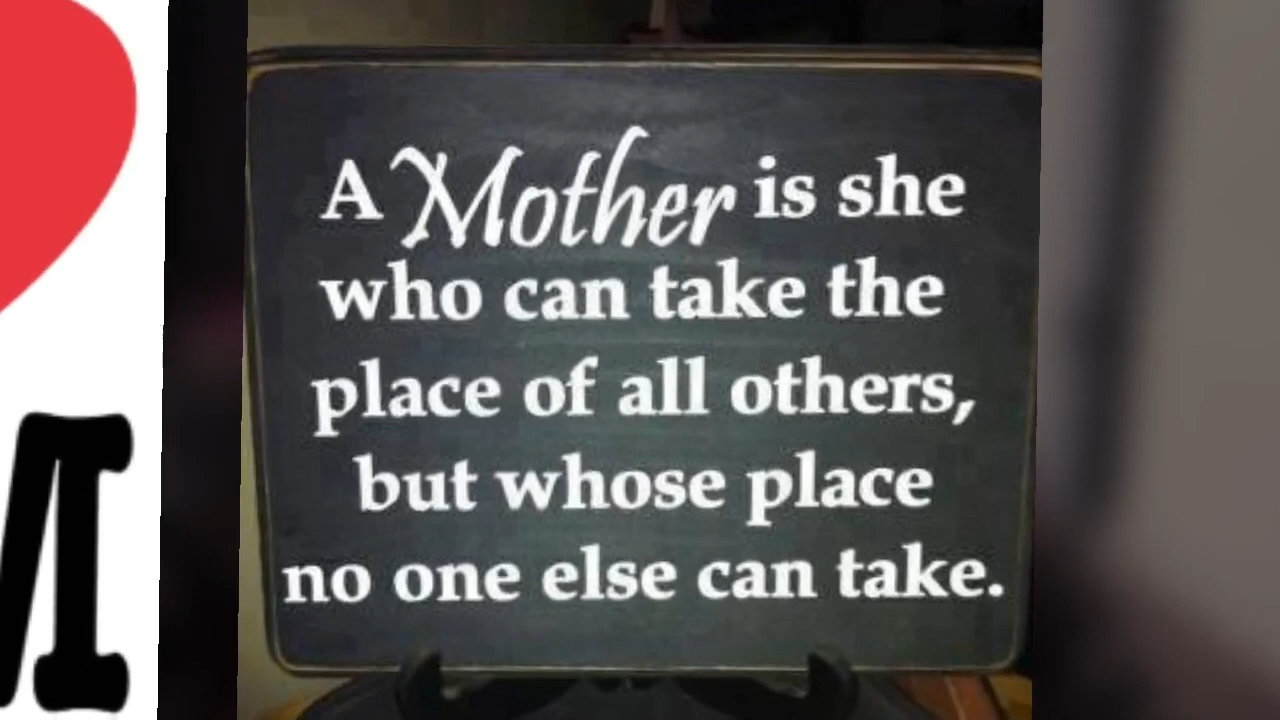 A Mother is she
who can take the
place of all others,
but whose place
no one else can take.